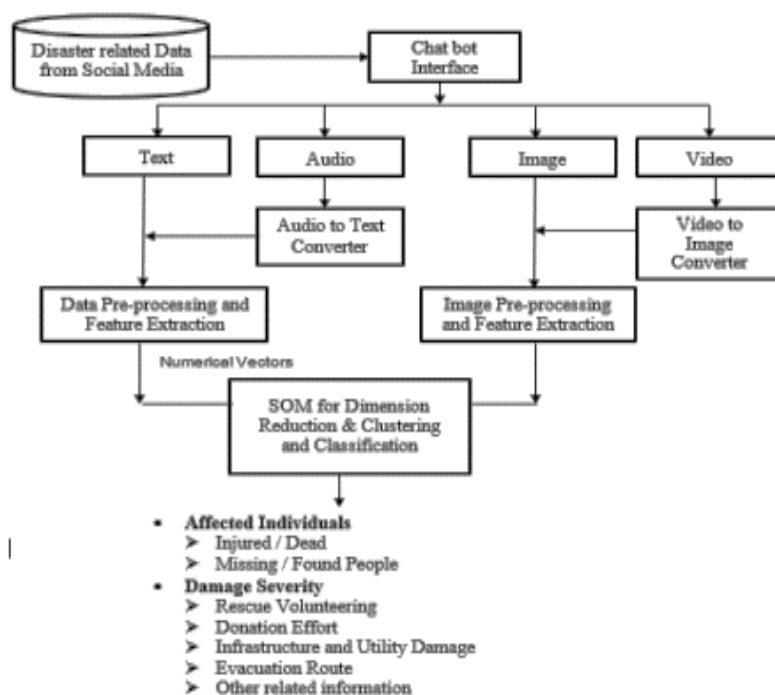 Disaster related Data
from Social Media
Chat bot
Interface
Text
Audio
Image
Video
Audio to Text
Converter
Video to
Image
Converter
Data Pre-processing and
Feature Extraction
Image Pre-processing
and Feature Extraction
Numerical Vectors
SOM for Dimension
Reduction & Clustering
and Classification
▪ Affected Individuals
➤ Injured / Dead
➤ Missing / Found People
▪ Damage Severity
➤ Rescue Volunteering
➤ Donation Effort
➤ Infrastructure and Utility Damage
➤ Evacuation Route
➤ Other related information